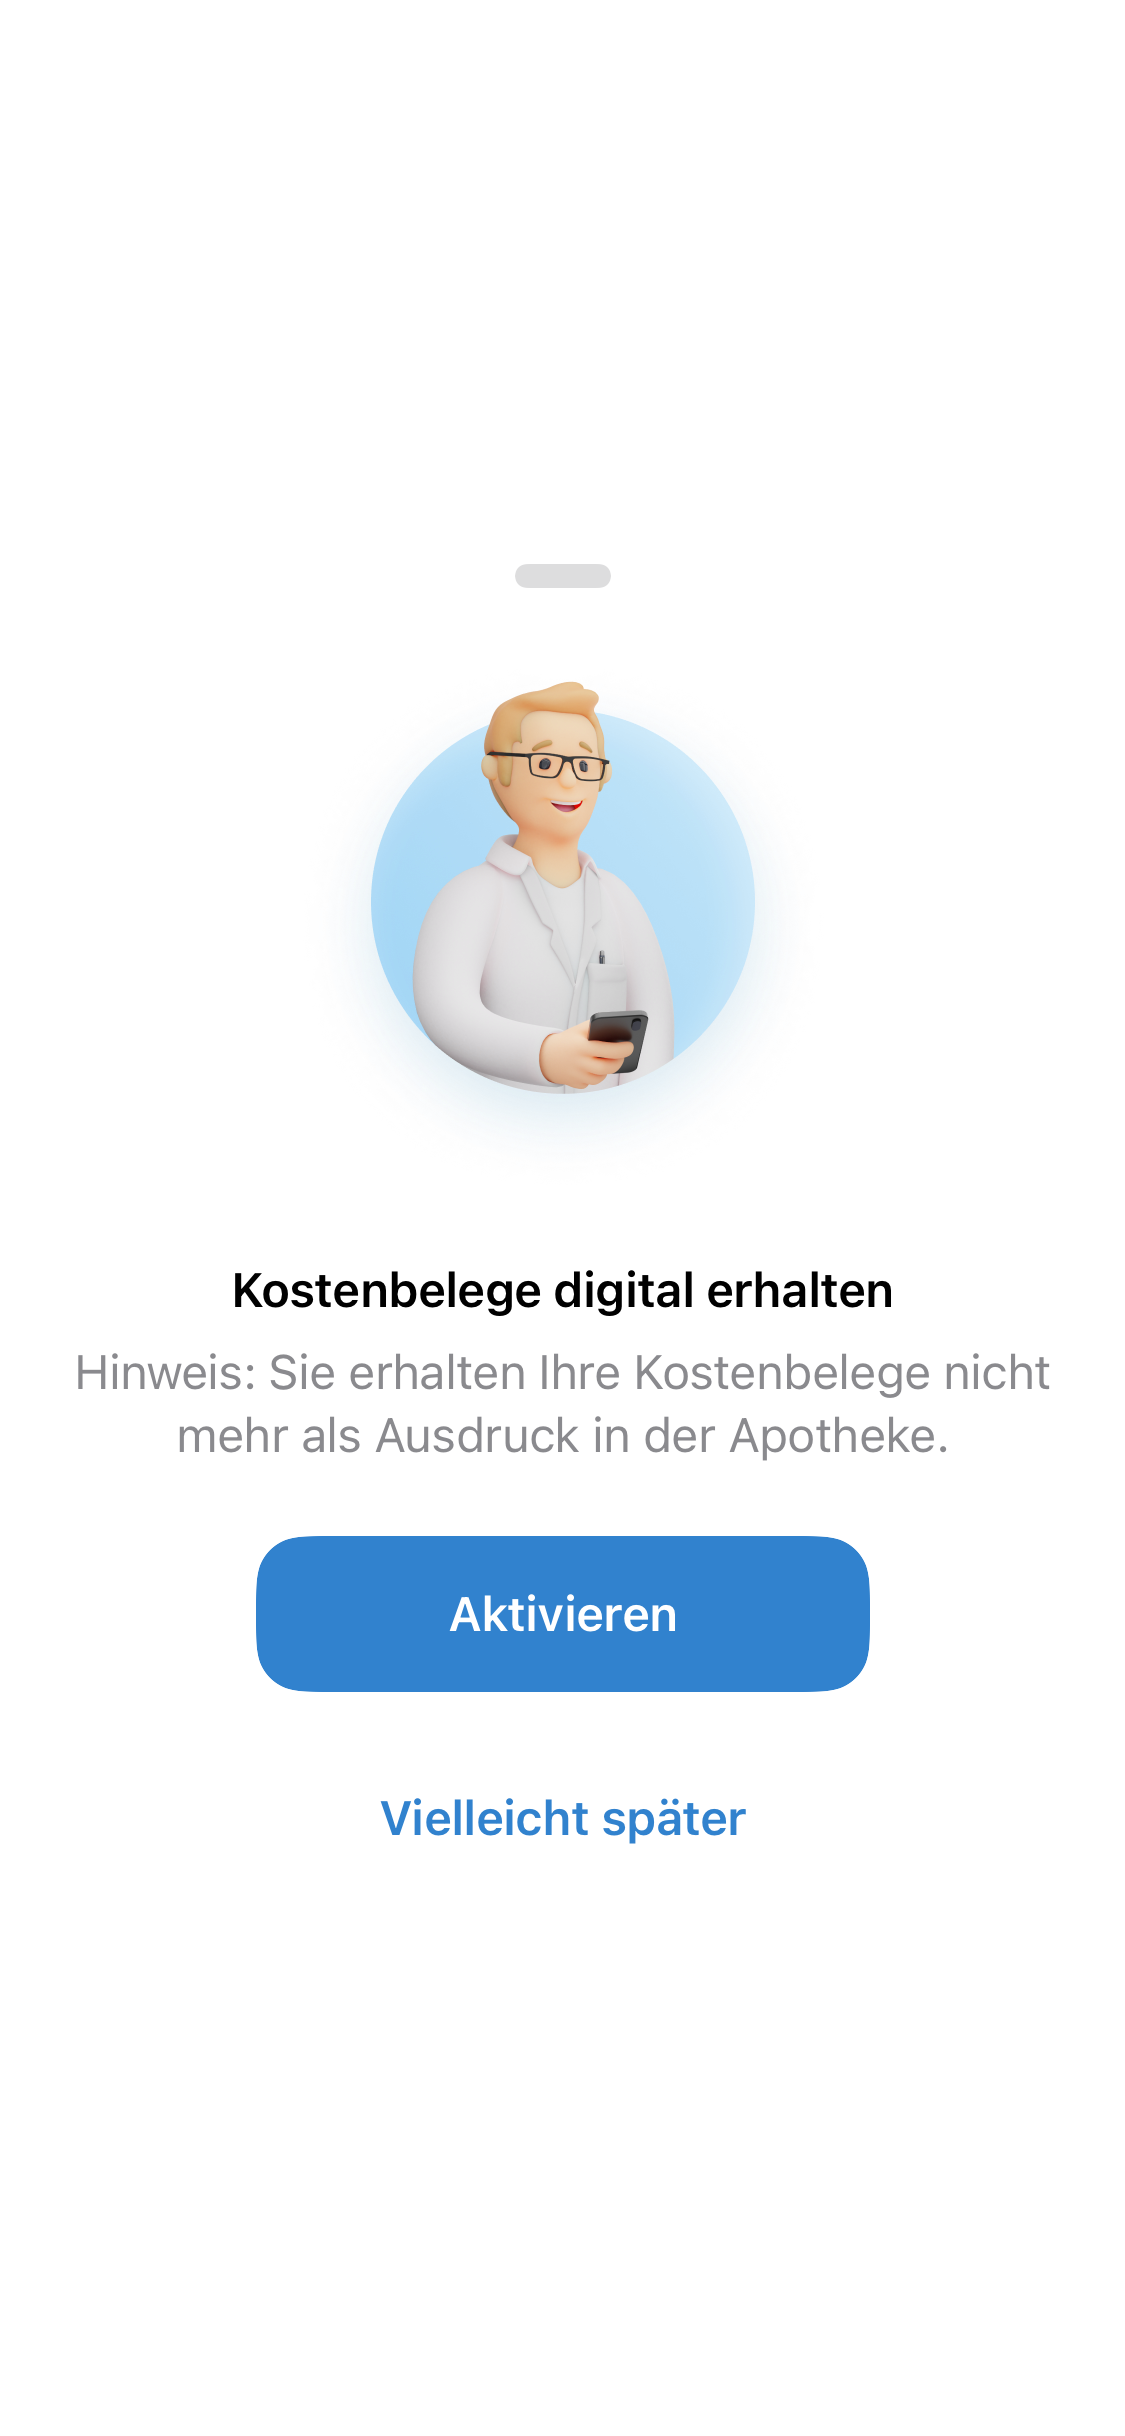 Kostenbelege digital erhalten
Hinweis: Sie erhalten Ihre Kostenbelege nicht
mehr als Ausdruck in der Apotheke.
Aktivieren
Vielleicht später